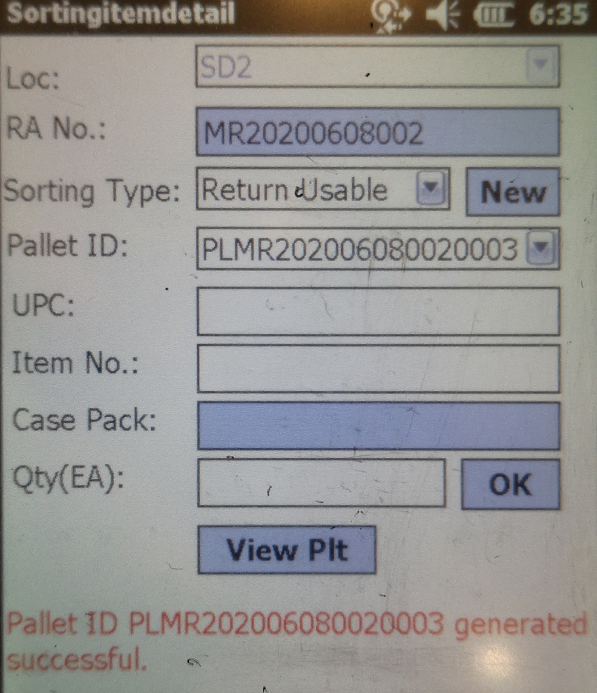 Sortingitemdetail 6:35
Loc: SD2
RA No.: MR20200608002
Sorting Type: Return Usable New
Pallet ID: PLMR202006080020003
UPC:
Item No.:
Case Pack:
Qty(EA): OK
View Plt
Pallet ID PLMR202006080020003 generated
successful.